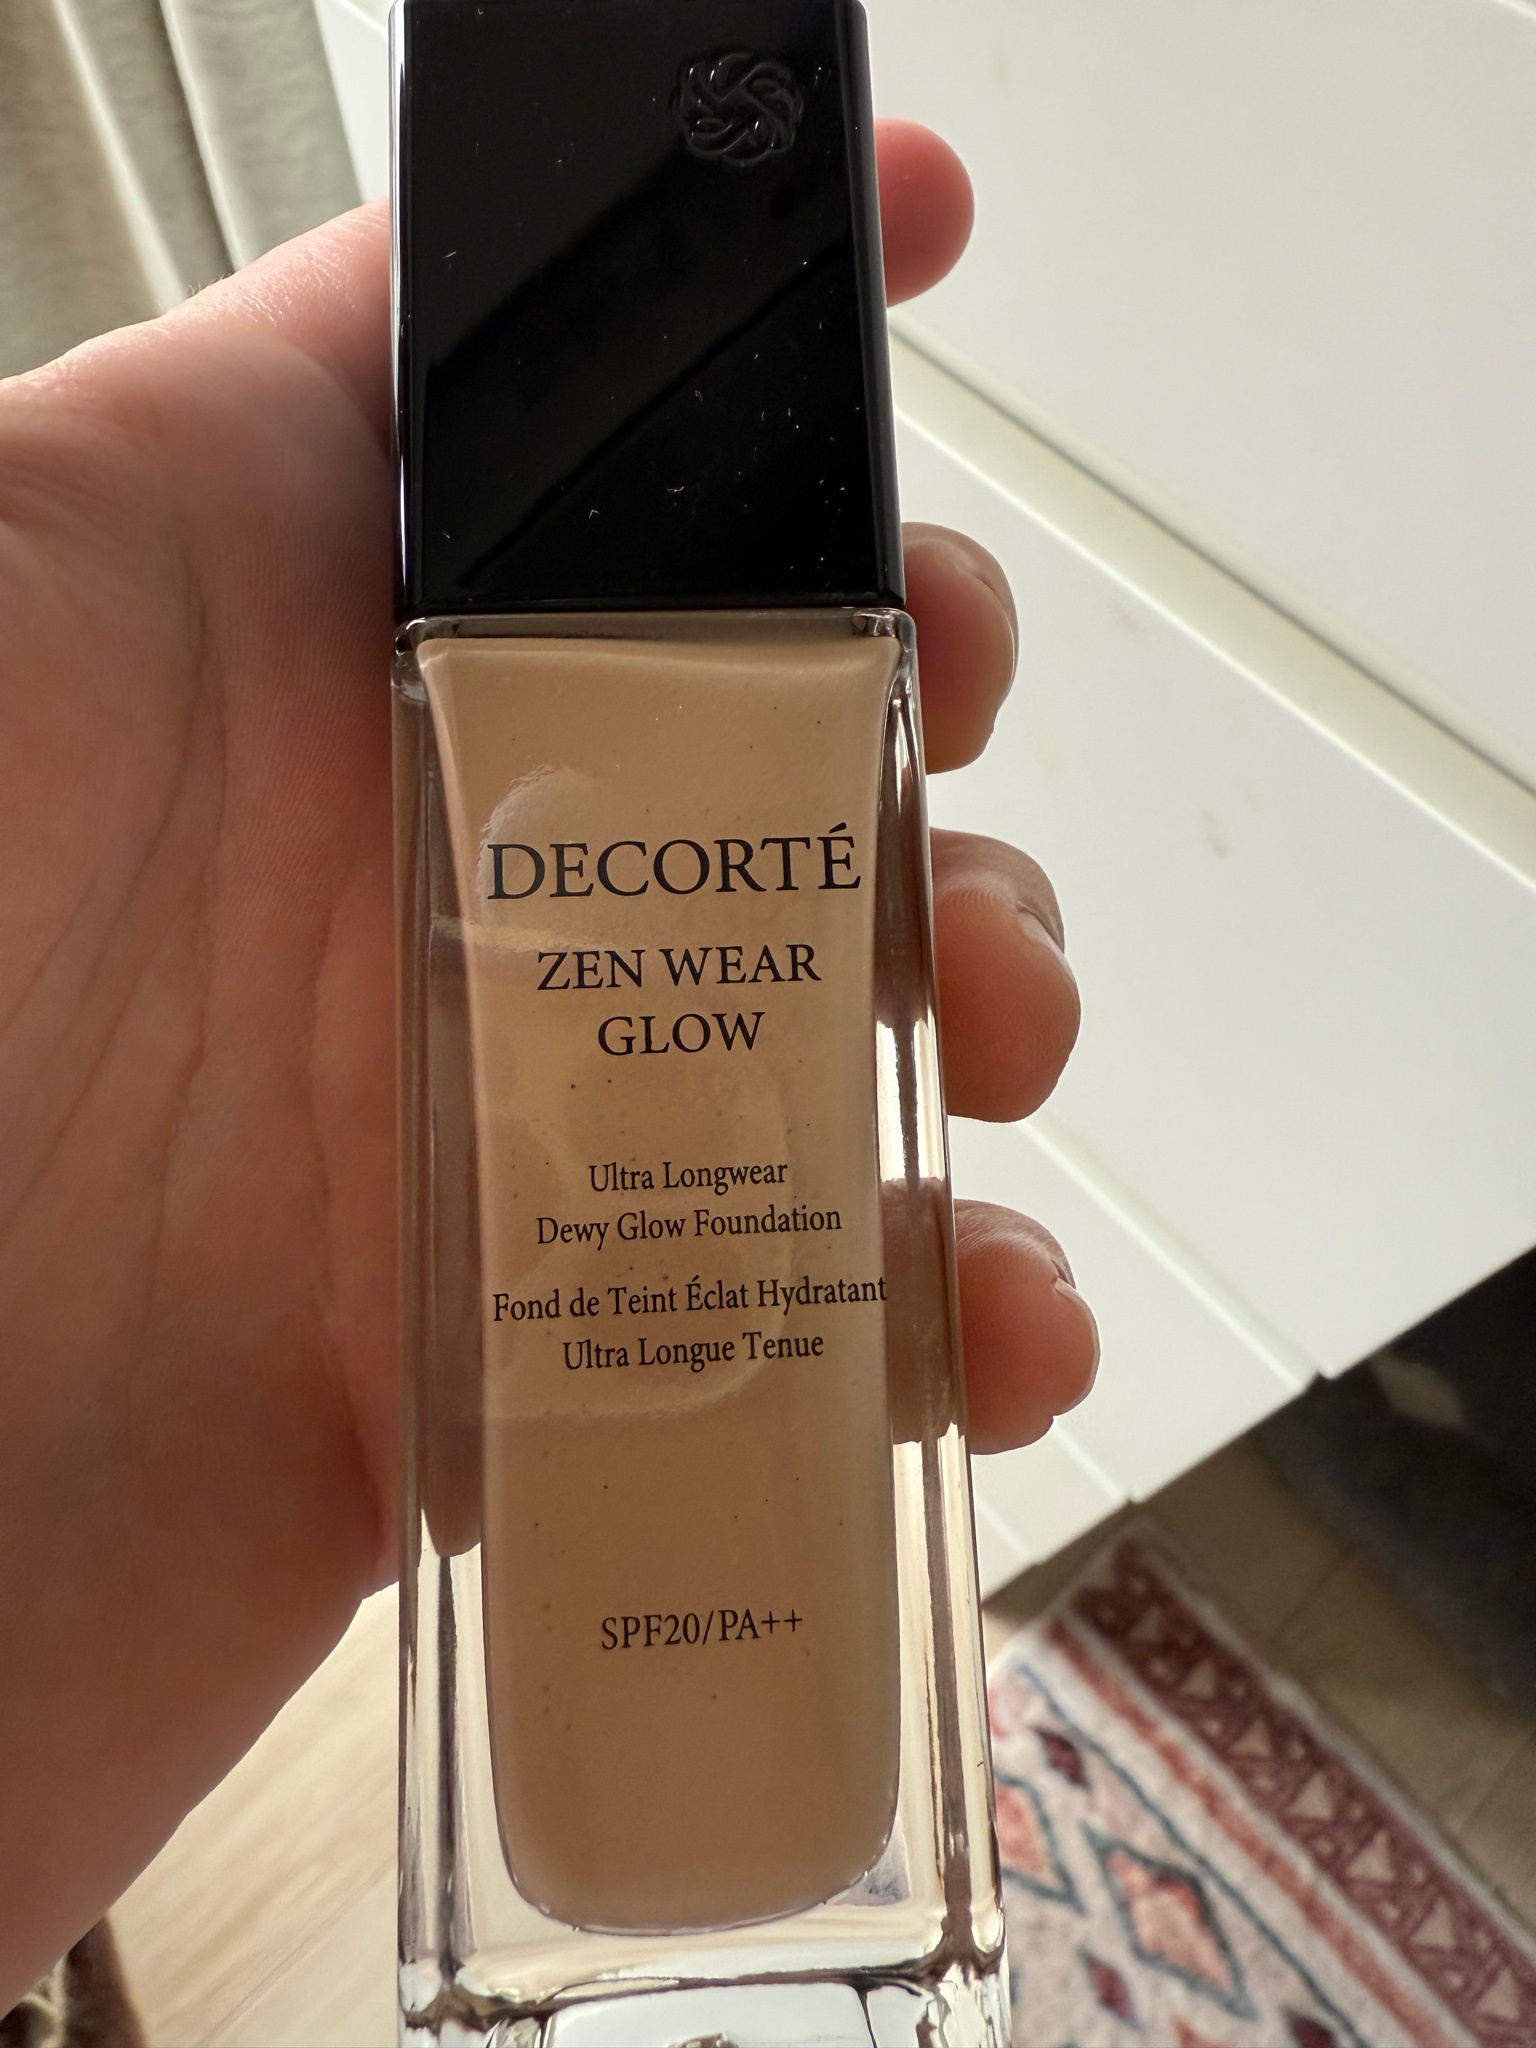 DECORTÉ
ZEN WEAR
GLOW
Ultra Longwear
Dewy Glow Foundation
Fond de Teint Éclat Hydratant
Ultra Longue Tenue
SPF20/PA++